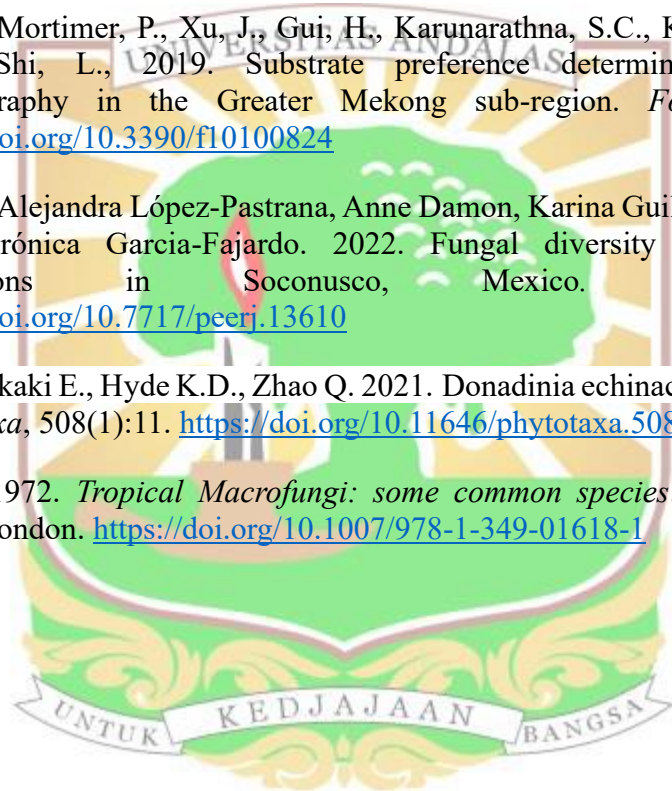 Mortimer, P., Xu, J., Gui, H., Karunarathna, S.C., K
UNIVERSITAS ANDALAS
Shi, L., 2019. Substrate preference determin
raphy in the Greater Mekong sub-region. Fo
oi.org/10.3390/f10100824
Alejandra López-Pastrana, Anne Damon, Karina Guil
rónica Garcia-Fajardo. 2022. Fungal diversity
ons in Soconusco, Mexico.
oi.org/10.7717/peerj.13610
kaki E., Hyde K.D., Zhao Q. 2021. Donadinia echinac
xa, 508(1):11. https://doi.org/10.11646/phytotaxa.508
1972. Tropical Macrofungi: some common species
ondon. https://doi.org/10.1007/978-1-349-01618-1
UNTUK KEDJAJAAN BANGSA